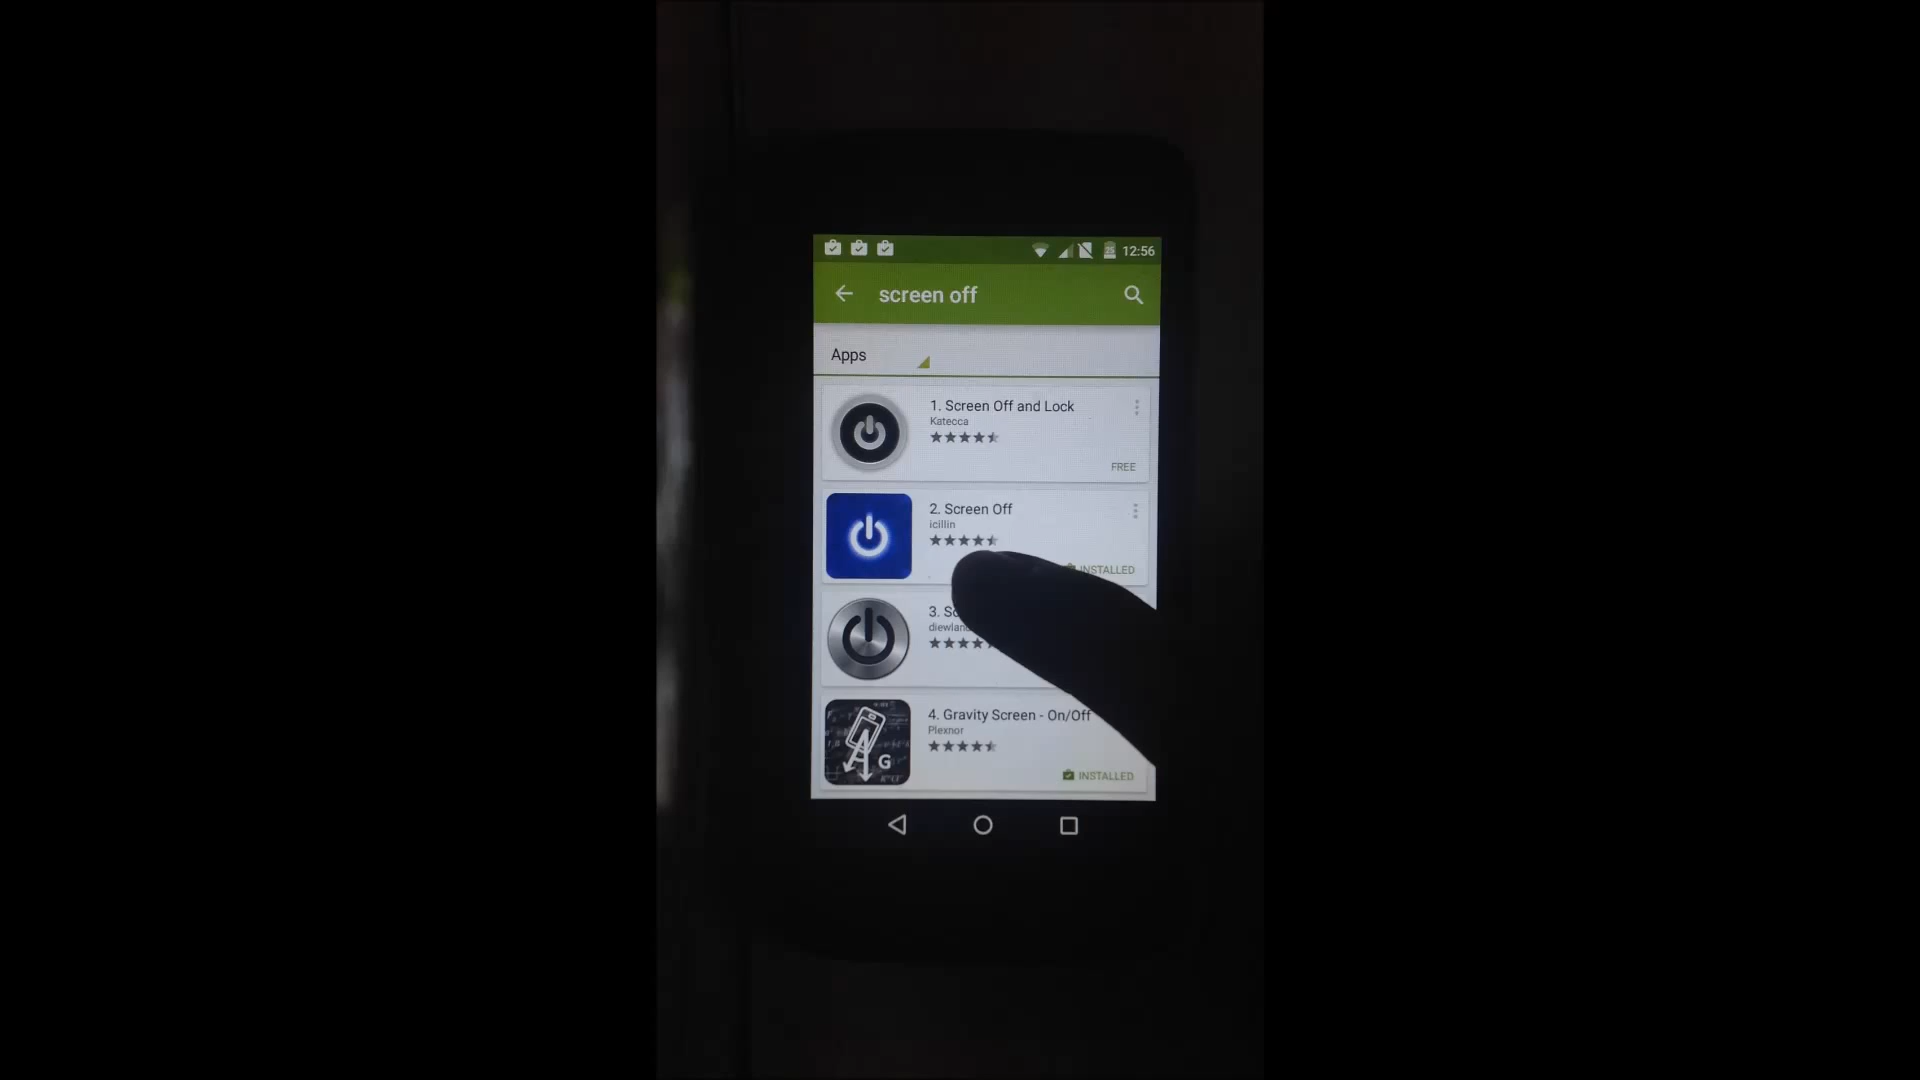 12:56
screen off
Apps
1. Screen Off and Lock
Katecca
FREE
2. Screen Off
icillin
INSTALLED
3.
4. Gravity Screen - On/Off
Plexnor
G
INSTALLED